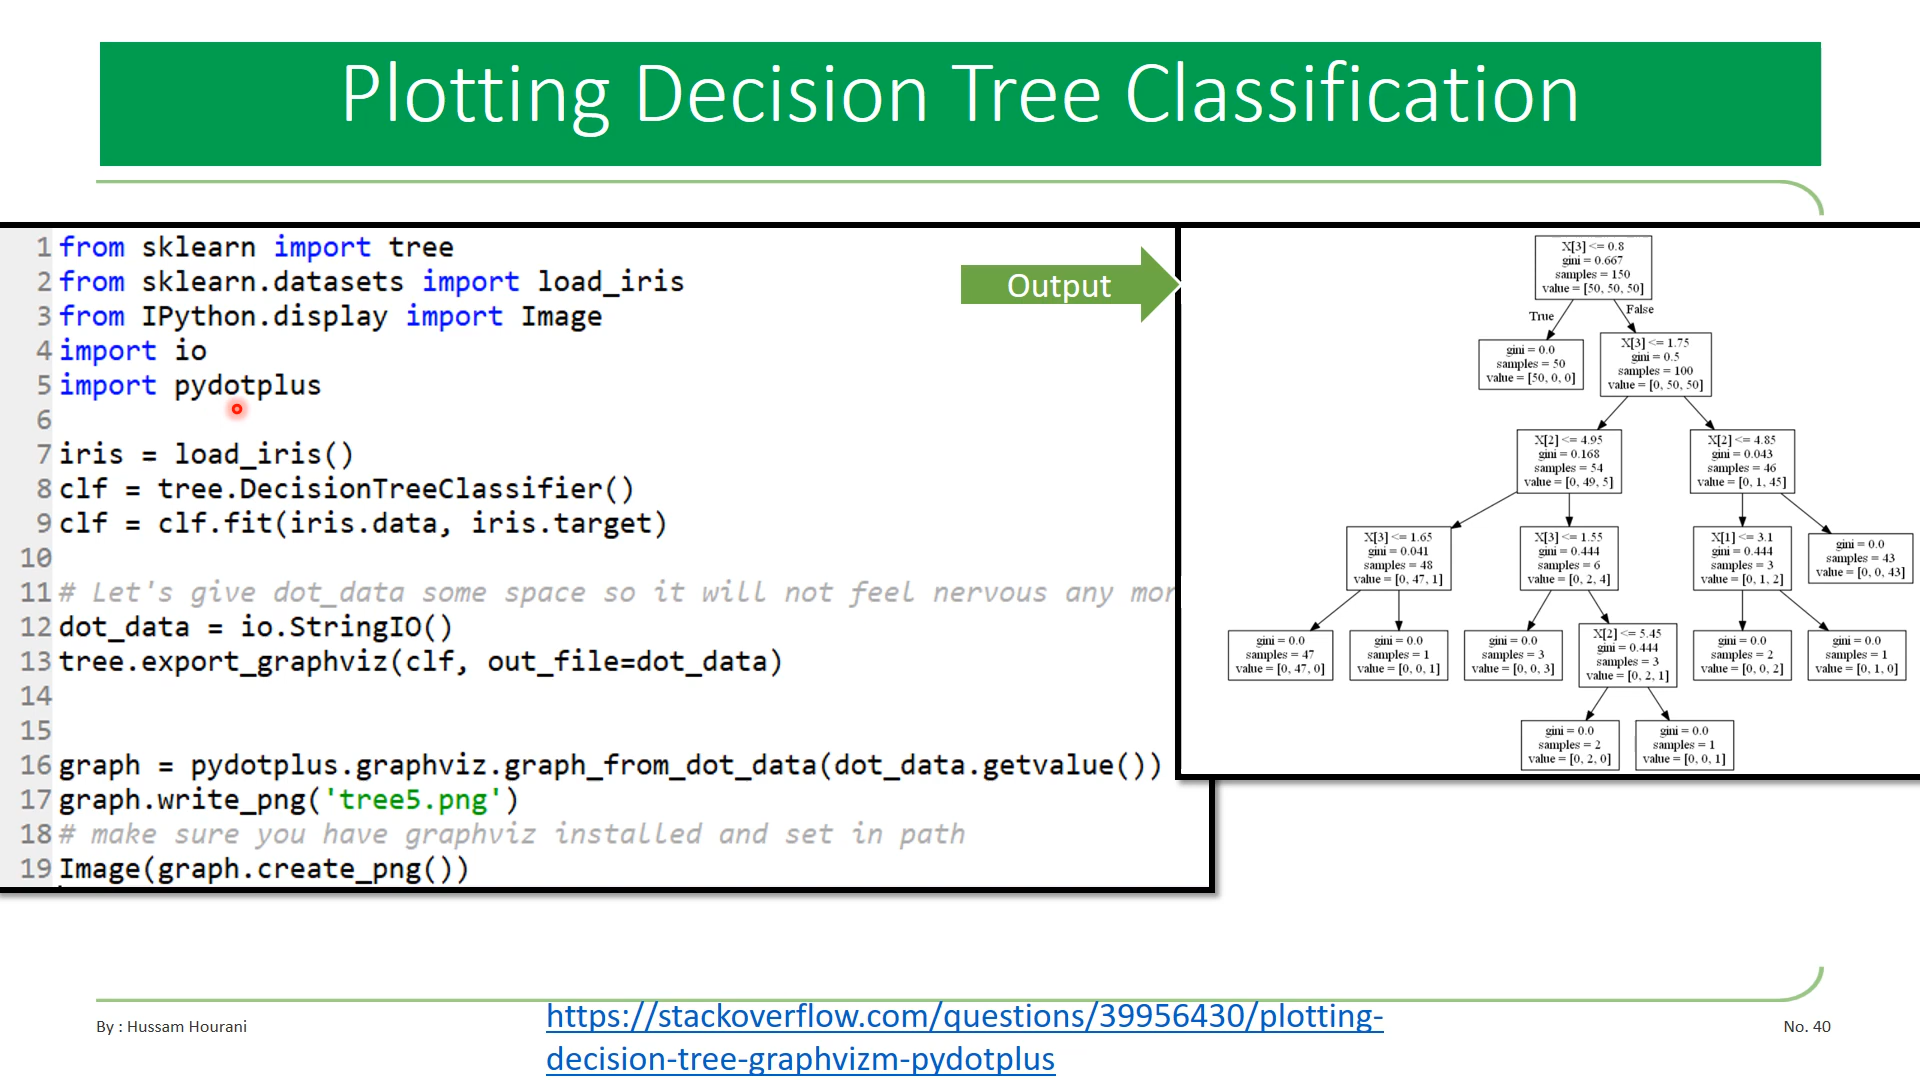 Plotting Decision Tree Classification
1 from sklearn import tree
2 from sklearn.datasets import load_iris
3 from IPython.display import Image
4 import io
5 import pydotplus
6
7 iris = load_iris()
8 clf = tree.DecisionTreeClassifier()
9 clf = clf.fit(iris.data, iris.target)
10
11 # Let's give dot_data some space so it will not feel nervous any mor
12 dot_data = io.StringIO()
13 tree.export_graphviz(clf, out_file=dot_data)
14
15
16 graph = pydotplus.graphviz.graph_from_dot_data(dot_data.getvalue())
17 graph.write_png('tree5.png')
18 # make sure you have graphviz installed and set in path
19 Image(graph.create_png())
Output
X[3] <= 0.8
gini = 0.667
samples = 150
value = [50, 50, 50]
True
False
gini = 0.0
samples = 50
value = [50, 0, 0]
X[3] <= 1.75
gini = 0.5
samples = 100
value = [0, 50, 50]
X[2] <= 4.95
gini = 0.168
samples = 54
value = [0, 49, 5]
X[2] <= 4.85
gini = 0.043
samples = 46
value = [0, 1, 45]
X[3] <= 1.65
gini = 0.041
samples = 48
value = [0, 47, 1]
X[3] <= 1.55
gini = 0.444
samples = 6
value = [0, 2, 4]
X[1] <= 3.1
gini = 0.444
samples = 3
value = [0, 1, 2]
gini = 0.0
samples = 43
value = [0, 0, 43]
gini = 0.0
samples = 47
value = [0, 47, 0]
gini = 0.0
samples = 1
value = [0, 0, 1]
gini = 0.0
samples = 3
value = [0, 0, 3]
X[2] <= 5.45
gini = 0.444
samples = 3
value = [0, 2, 1]
gini = 0.0
samples = 2
value = [0, 0, 2]
gini = 0.0
samples = 1
value = [0, 1, 0]
gini = 0.0
samples = 2
value = [0, 2, 0]
gini = 0.0
samples = 1
value = [0, 0, 1]
By : Hussam Hourani
https://stackoverflow.com/questions/39956430/plotting-
decision-tree-graphvizm-pydotplus
No. 40